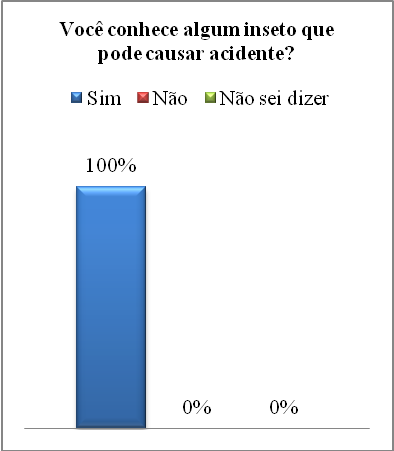 Você conhece algum inseto que
pode causar acidente?
Sim Não Não sei dizer
100%
0% 0%